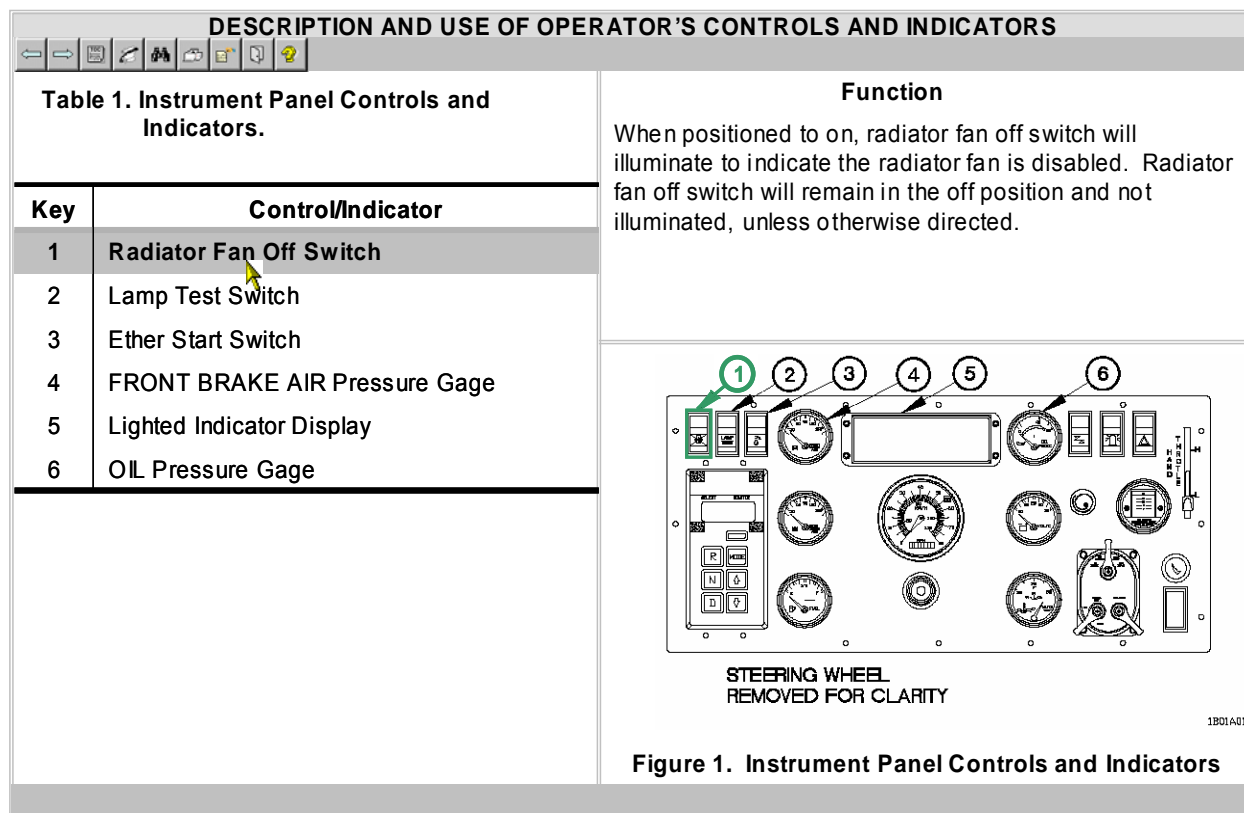 DESCRIPTION AND USE OF OPERATOR'S CONTROLS AND INDICATORS
Table 1. Instrument Panel Controls and
Indicators.
Key Control/Indicator
1 Radiator Fan Off Switch
2 Lamp Test Switch
3 Ether Start Switch
4 FRONT BRAKE AIR Pressure Gage
5 Lighted Indicator Display
6 OIL Pressure Gage
Function
When positioned to on, radiator fan off switch will
illuminate to indicate the radiator fan is disabled. Radiator
fan off switch will remain in the off position and not
illuminated, unless otherwise directed.
1 2 3 4 5 6
HAND
THROTTLE
H
L
SELECT MONITOR
R MODE
N
D
FUEL
STEERING WHEEL
REMOVED FOR CLARITY
1B01A01
Figure 1. Instrument Panel Controls and Indicators